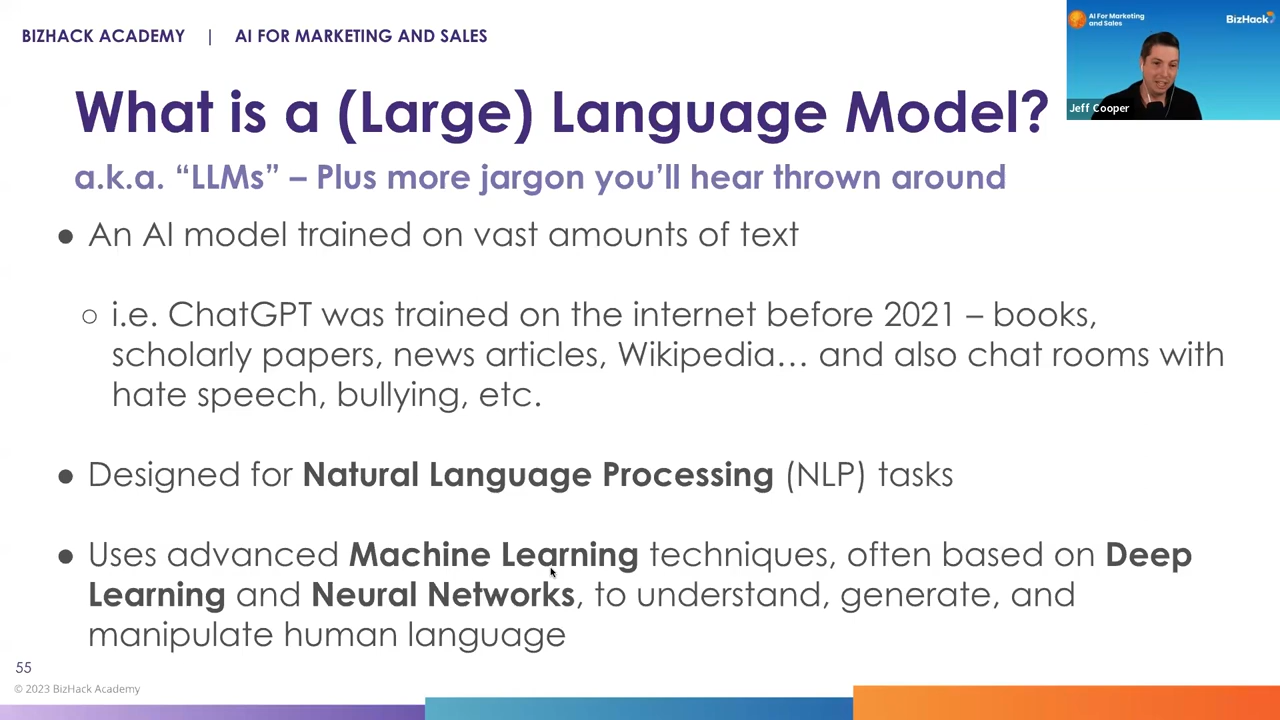 BIZHACK ACADEMY | AI FOR MARKETING AND SALES
AI For Marketing
and Sales
BizHack
Jeff Cooper
What is a (Large) Language Model?
a.k.a. “LLMs” – Plus more jargon you’ll hear thrown around
● An AI model trained on vast amounts of text
○ i.e. ChatGPT was trained on the internet before 2021 – books,
scholarly papers, news articles, Wikipedia… and also chat rooms with
hate speech, bullying, etc.
● Designed for Natural Language Processing (NLP) tasks
● Uses advanced Machine Learning techniques, often based on Deep
Learning and Neural Networks, to understand, generate, and
manipulate human language
55
© 2023 BizHack Academy